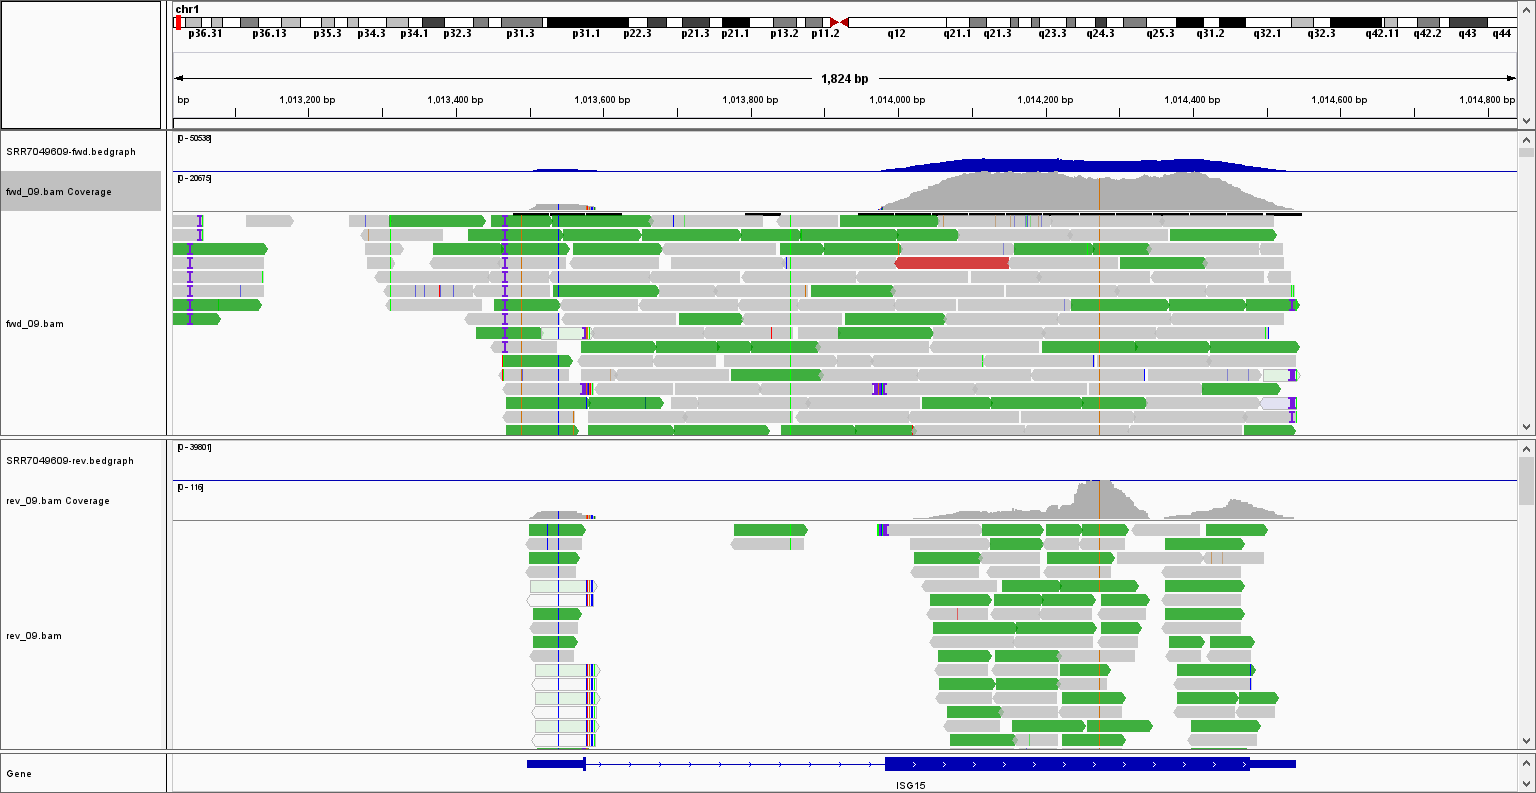 chr1
p36.31 p36.13 p35.3 p34.3 p34.1 p32.3 p31.3 p31.1 p22.3 p21.3 p21.1 p13.2 p11.2 q12 q21.1 q21.3 q23.3 q24.3 q25.3 q31.2 q32.1 q32.3 q42.11 q42.2 q43 q44
1,824 bp
bp 1,013,200 bp 1,013,400 bp 1,013,600 bp 1,013,800 bp 1,014,000 bp 1,014,200 bp 1,014,400 bp 1,014,600 bp 1,014,800 bp
[0 - 50538]
SRR7049609-fwd.bedgraph
[0 - 20675]
fwd_09.bam Coverage
fwd_09.bam
[0 - 39801]
SRR7049609-rev.bedgraph
[0 - 116]
rev_09.bam Coverage
rev_09.bam
Gene
ISG15